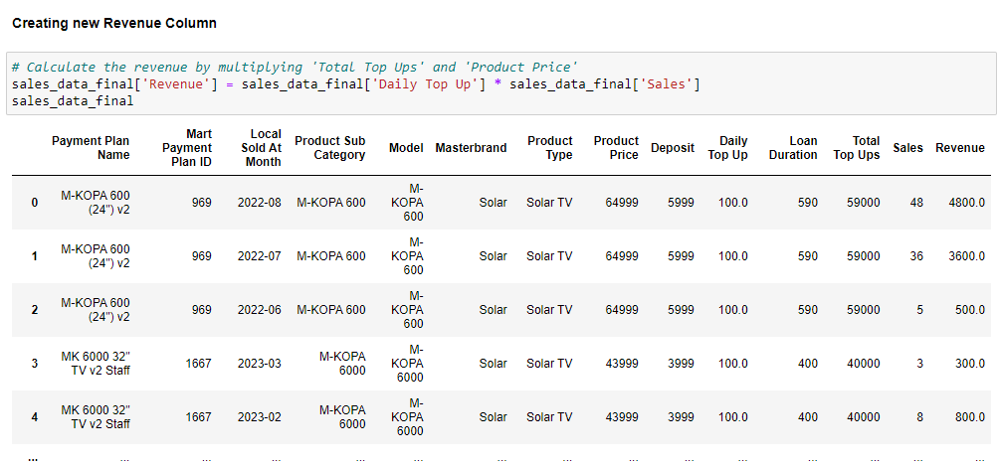 Creating new Revenue Column
# Calculate the revenue by multiplying 'Total Top Ups' and 'Product Price'
sales_data_final['Revenue'] = sales_data_final['Daily Top Up'] * sales_data_final['Sales']
sales_data_final
Payment Plan Name Mart Payment Plan ID Local Sold At Month Product Sub Category Model Masterbrand Product Type Product Price Deposit Daily Top Up Loan Duration Total Top Ups Sales Revenue
0 M-KOPA 600 (24") v2 969 2022-08 M-KOPA 600 M-KOPA 600 Solar Solar TV 64999 5999 100.0 590 59000 48 4800.0
1 M-KOPA 600 (24") v2 969 2022-07 M-KOPA 600 M-KOPA 600 Solar Solar TV 64999 5999 100.0 590 59000 36 3600.0
2 M-KOPA 600 (24") v2 969 2022-06 M-KOPA 600 M-KOPA 600 Solar Solar TV 64999 5999 100.0 590 59000 5 500.0
3 MK 6000 32" TV v2 Staff 1667 2023-03 M-KOPA 6000 M-KOPA 6000 Solar Solar TV 43999 3999 100.0 400 40000 3 300.0
4 MK 6000 32" TV v2 Staff 1667 2023-02 M-KOPA 6000 M-KOPA 6000 Solar Solar TV 43999 3999 100.0 400 40000 8 800.0
... ... ... ... ... ... ... ... ... ... ... ... ... ... ...